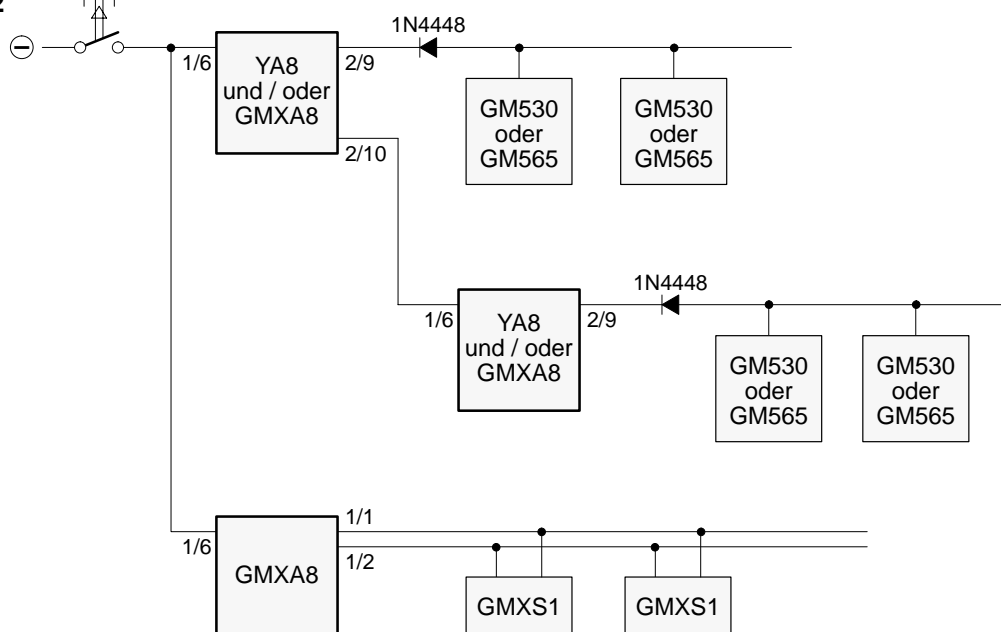 1N4448
1/6
YA8
und / oder
GMXA8
2/9
2/10
GM530
oder
GM565
GM530
oder
GM565
1N4448
1/6
YA8
und / oder
GMXA8
2/9
GM530
oder
GM565
GM530
oder
GM565
1/1
1/6
1/2
GMXA8
GMXS1
GMXS1